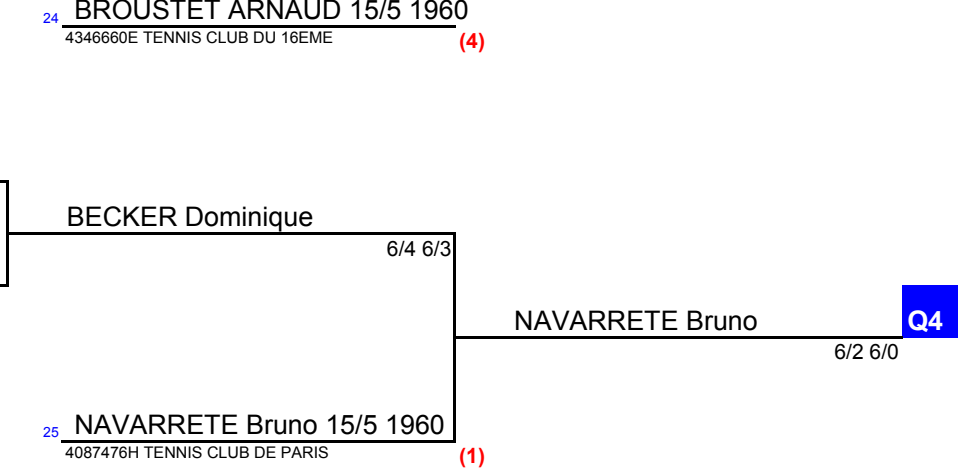 24 BROUSTET ARNAUD 15/5 1960
4346660E TENNIS CLUB DU 16EME
(4)
BECKER Dominique
6/4 6/3
NAVARRETE Bruno
Q4
6/2 6/0
25 NAVARRETE Bruno 15/5 1960
4087476H TENNIS CLUB DE PARIS
(1)